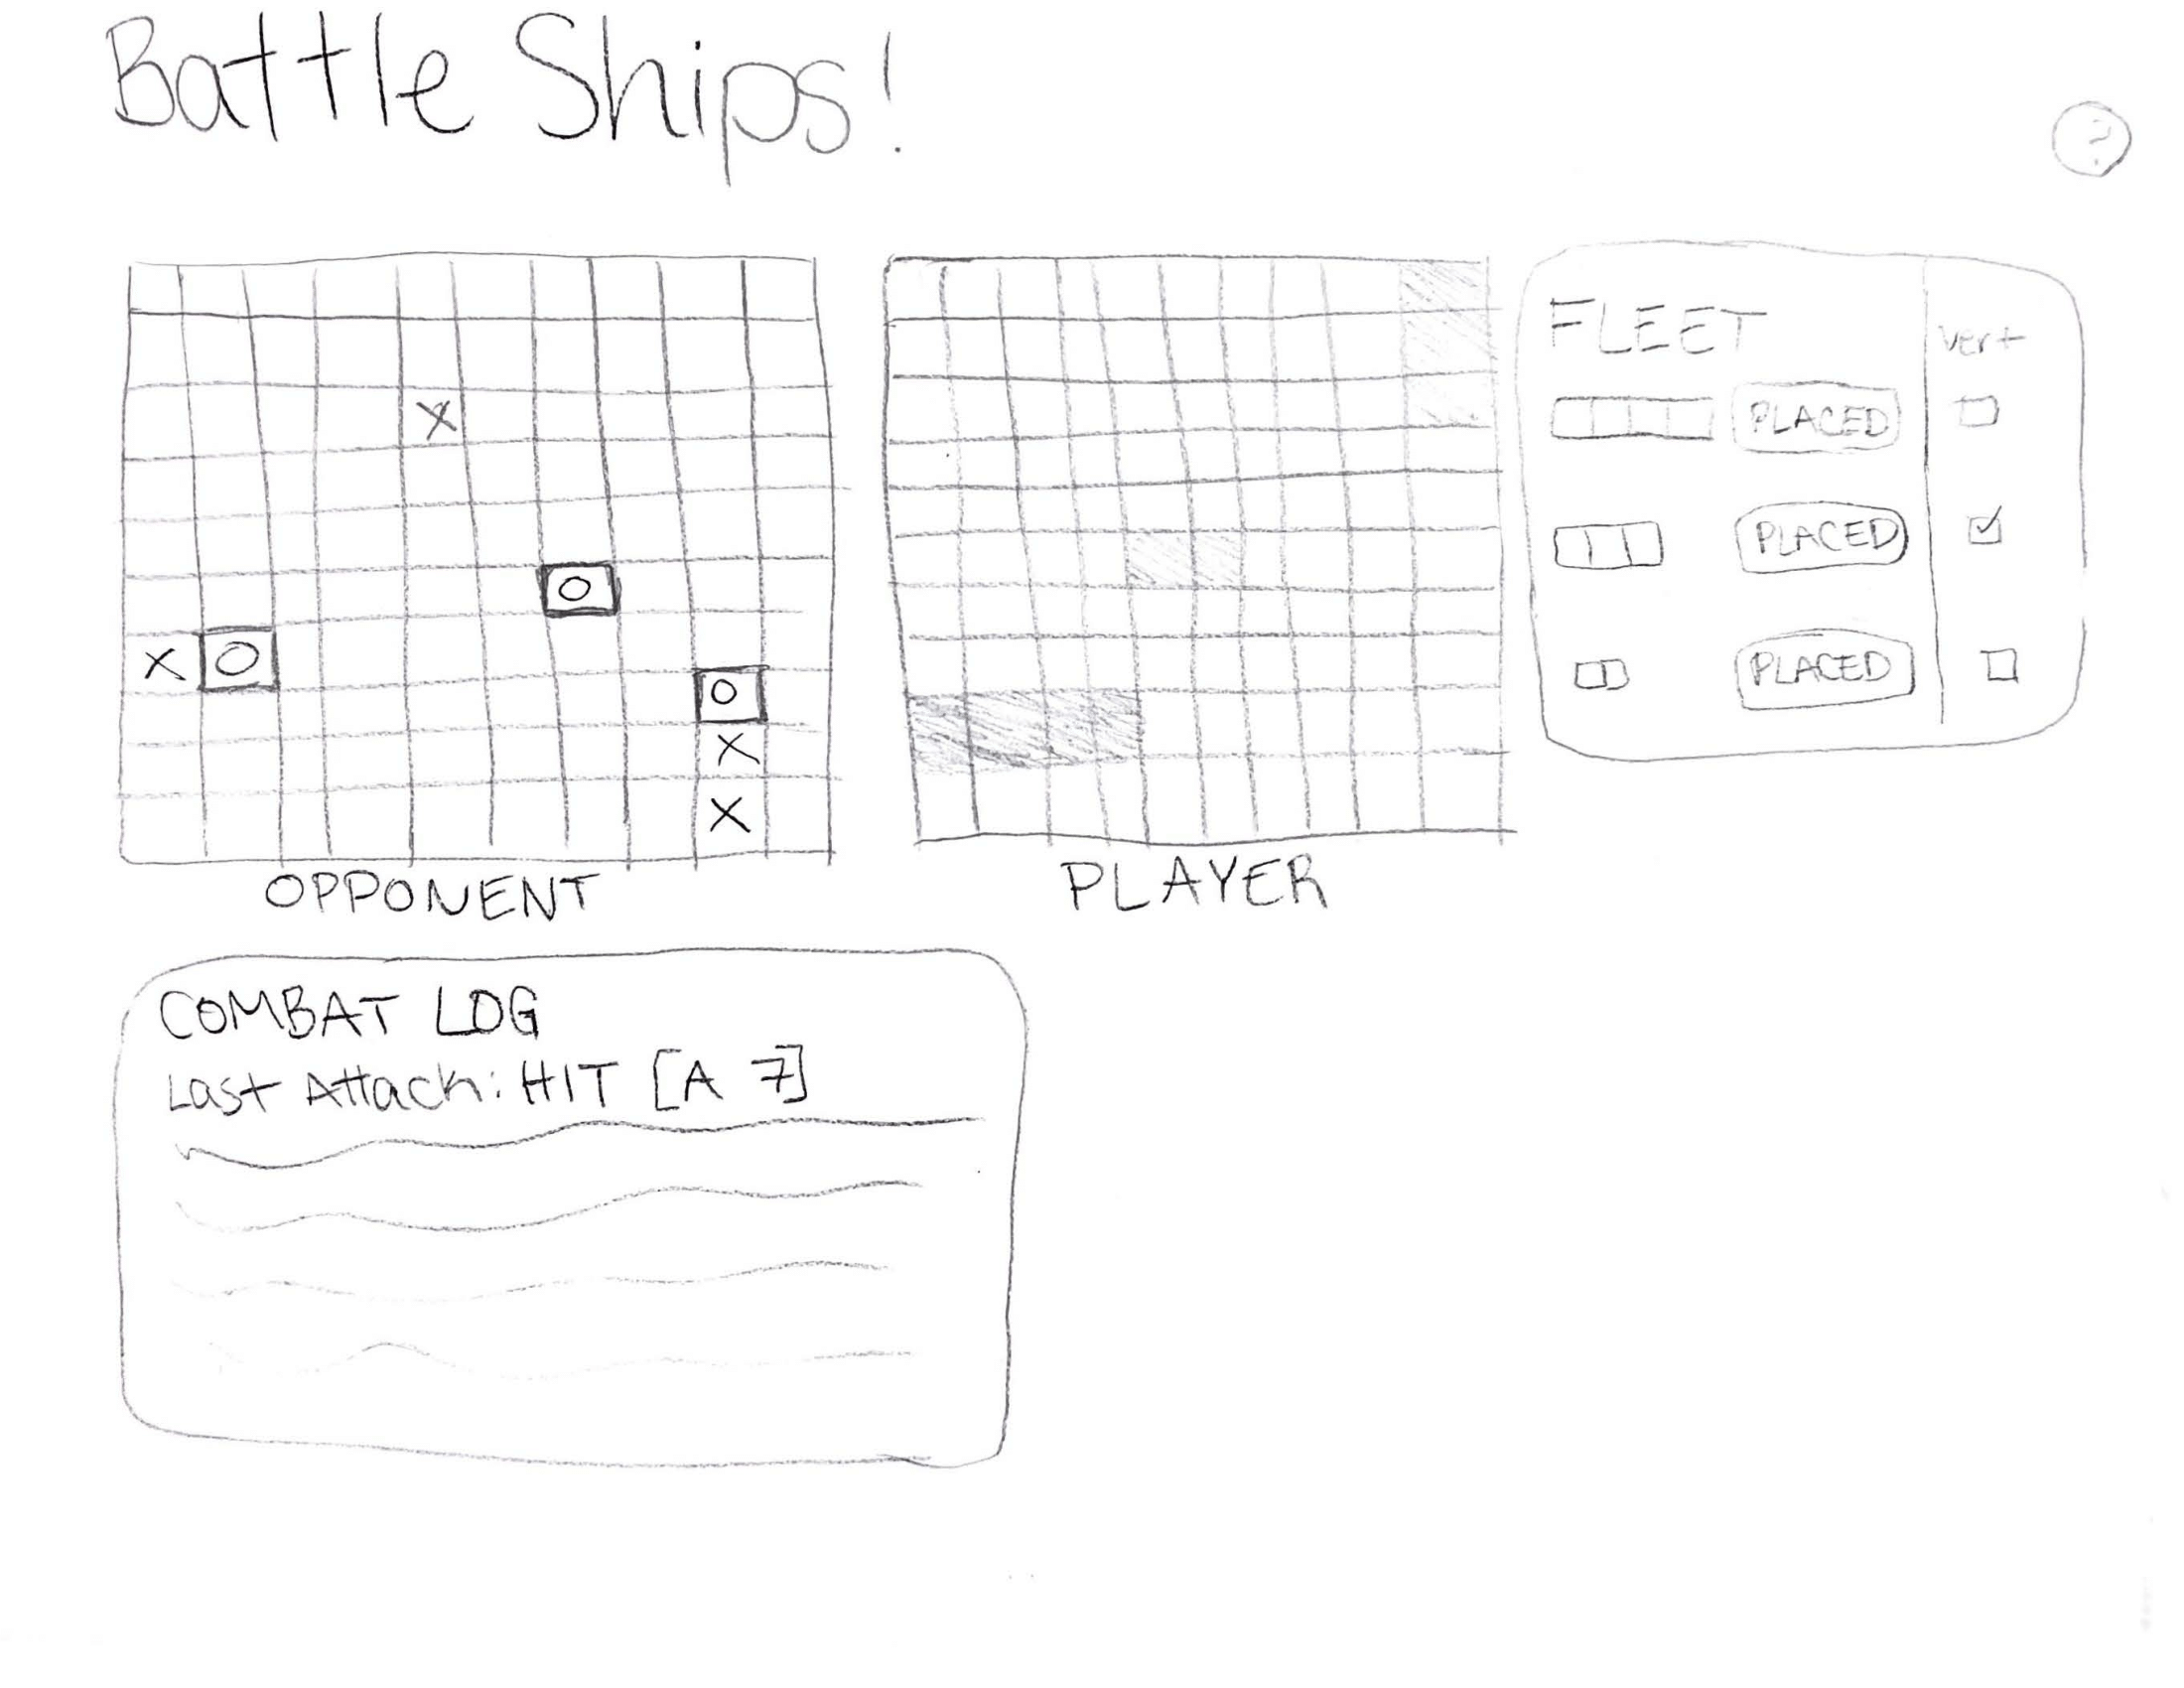 Battle Ships!
?
X
O
X O
O
X
X
OPPONENT
PLAYER
FLEET
vert
PLACED
PLACED
PLACED
COMBAT LOG
Last Attack: HIT [A 7]